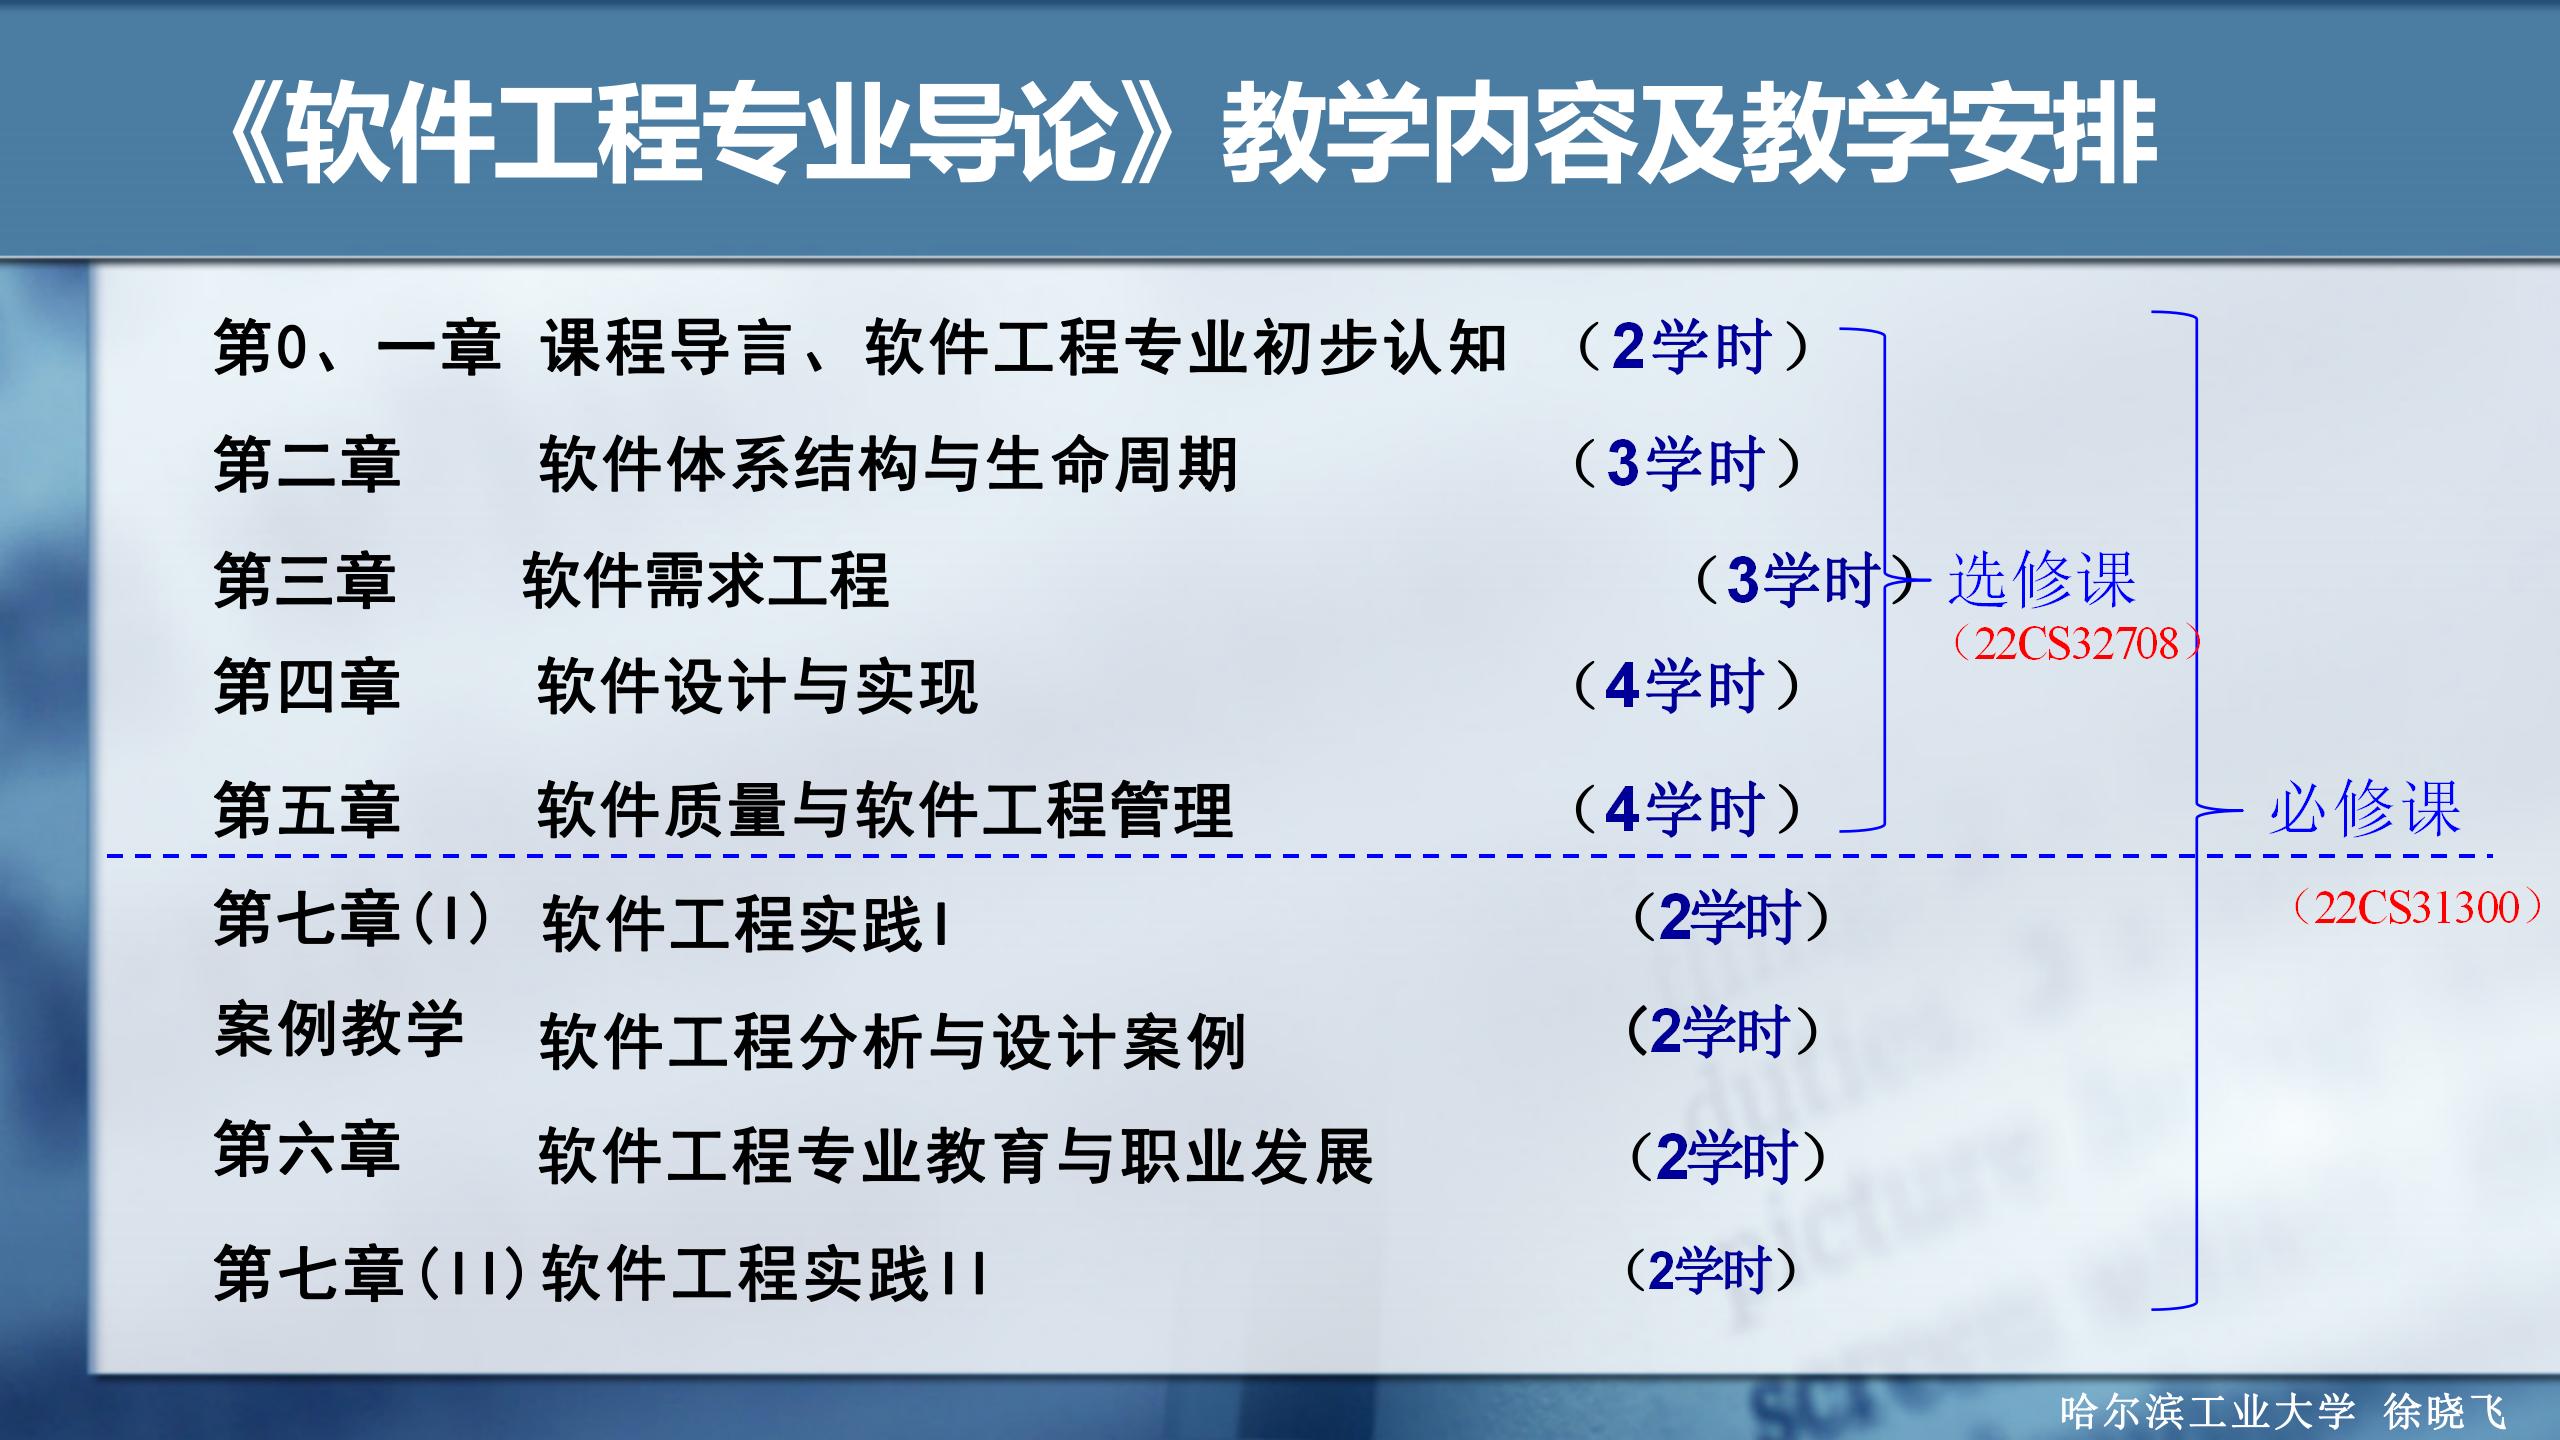 《软件工程专业导论》教学内容及教学安排
第0、一章 课程导言、软件工程专业初步认知 （2学时）
第二章 软件体系结构与生命周期 （3学时）
第三章 软件需求工程 （3学时）
选修课
（22CS32708）
第四章 软件设计与实现 （4学时）
第五章 软件质量与软件工程管理 （4学时）
必修课
（22CS31300）
第七章(I) 软件工程实践I （2学时）
案例教学 软件工程分析与设计案例 (2学时）
第六章 软件工程专业教育与职业发展 （2学时）
第七章(II) 软件工程实践II （2学时）
哈尔滨工业大学 徐晓飞